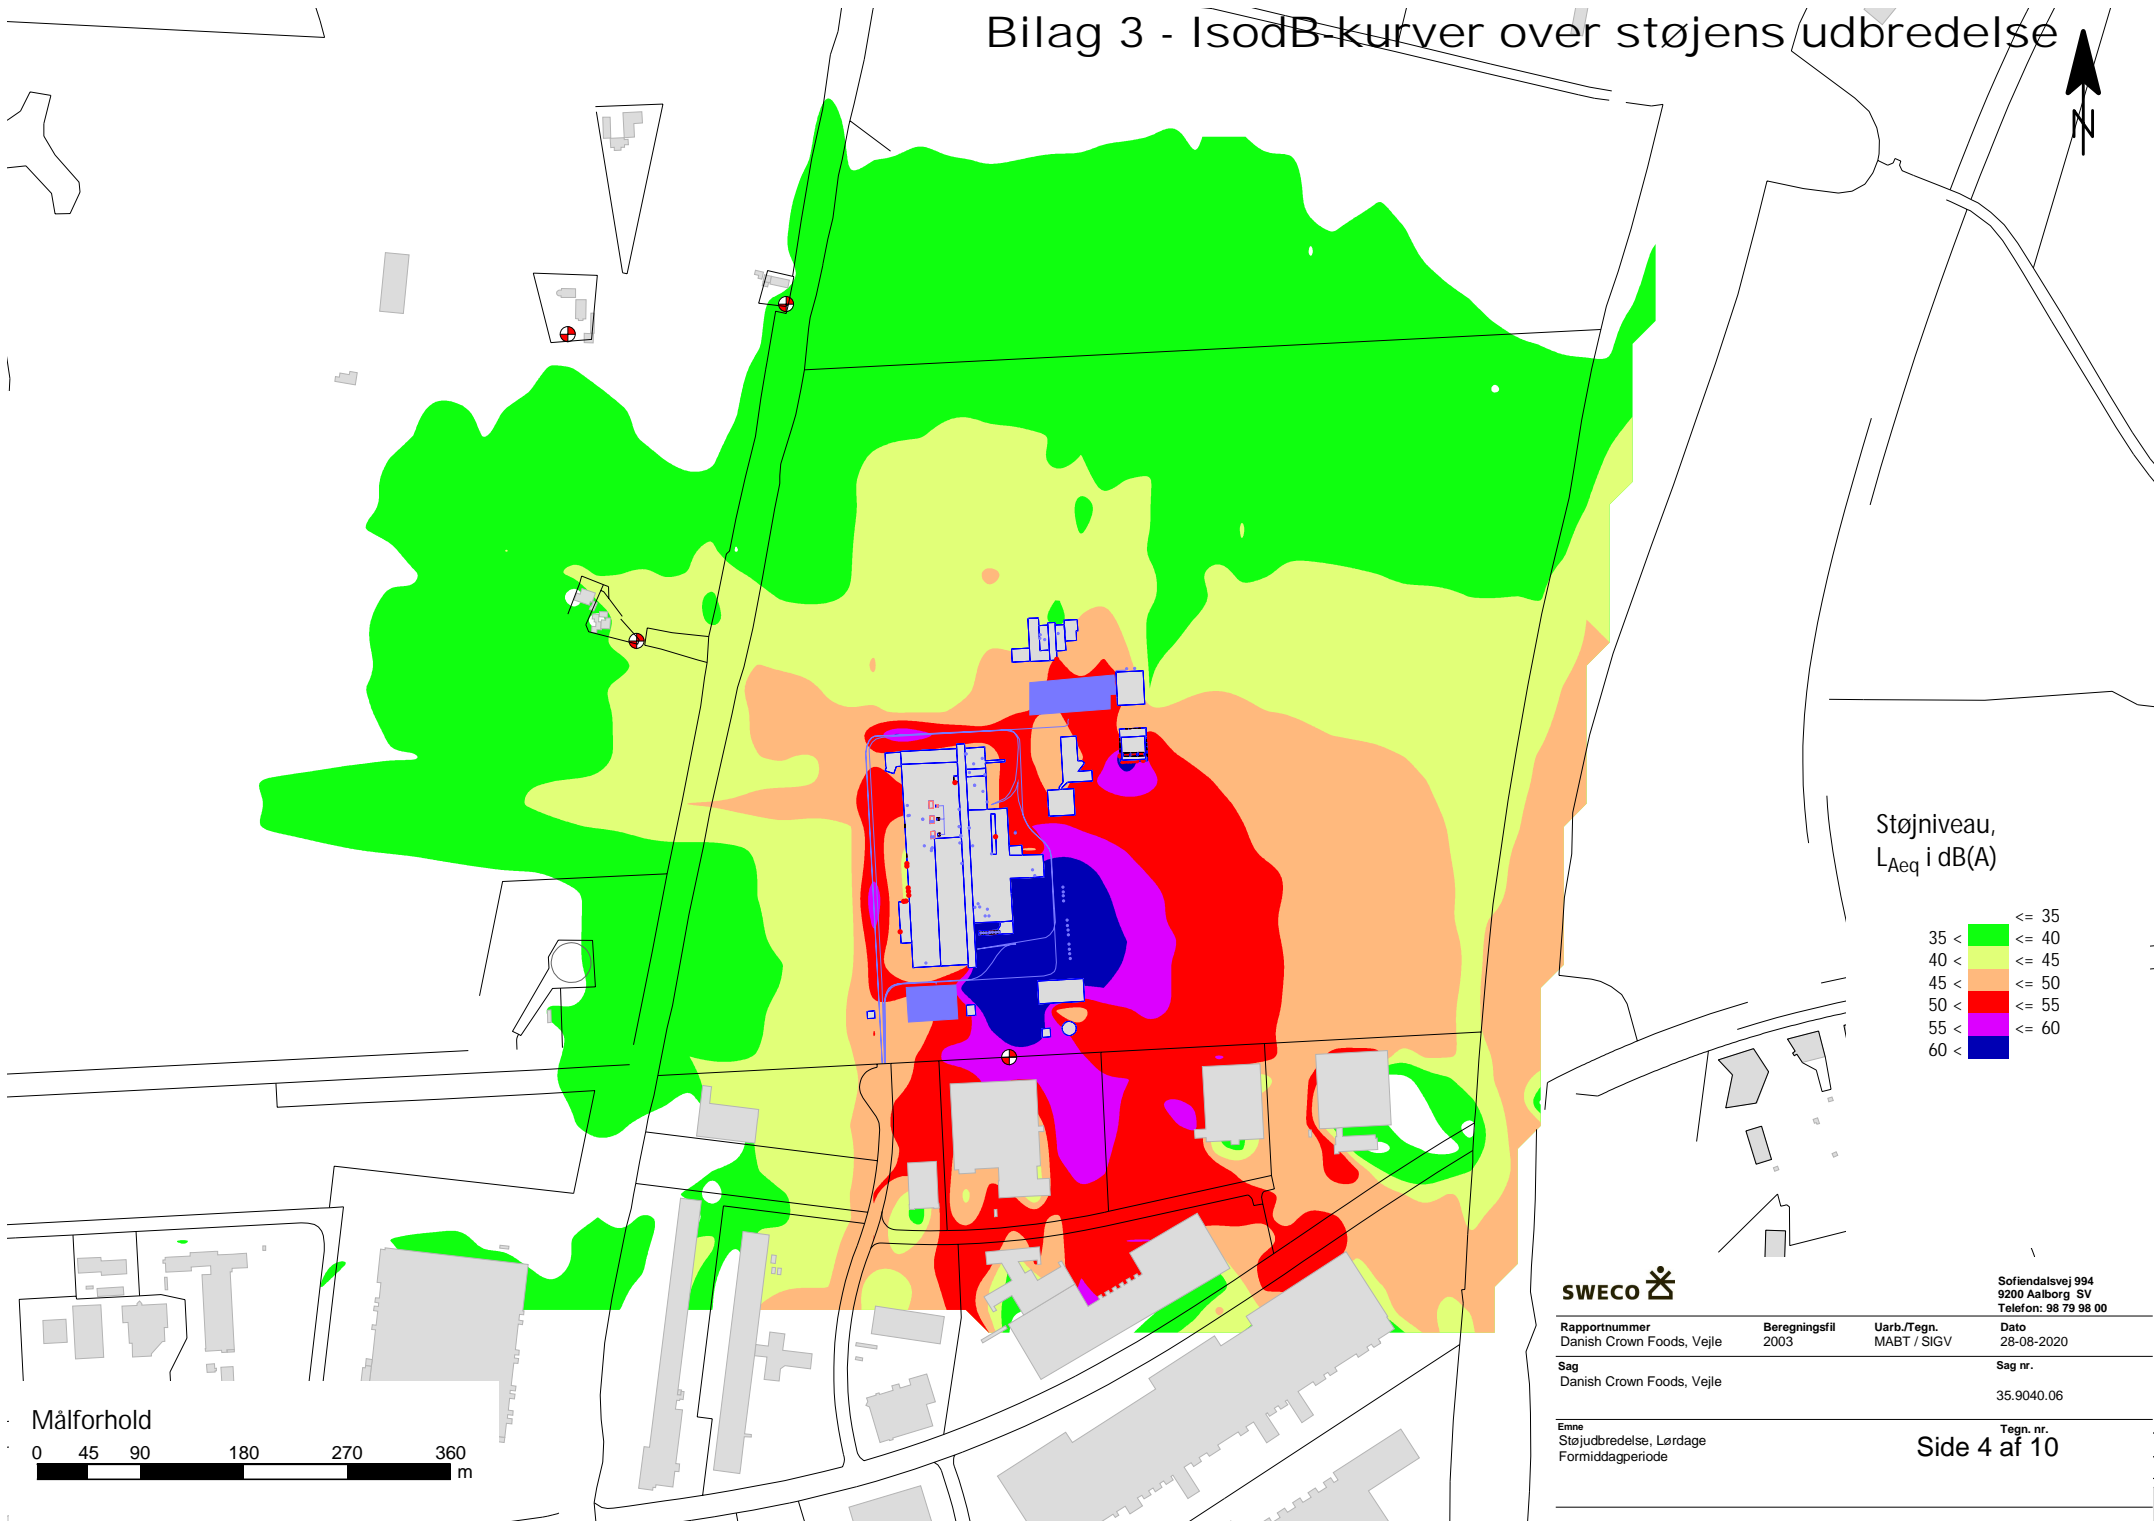 Bilag 3 - IsodB-kurver over støjens udbredelse
N
Støjniveau,
LAeq i dB(A)
<= 35
35 < <= 40
40 < <= 45
45 < <= 50
50 < <= 55
55 < <= 60
60 <
SWECO
Sofiendalsvej 994
9200 Aalborg SV
Telefon: 98 79 98 00
Rapportnummer Beregningsfil Uarb./Tegn. Dato
Danish Crown Foods, Vejle 2003 MABT / SIGV 28-08-2020
Sag Sag nr.
Danish Crown Foods, Vejle
35.9040.06
Emne Tegn. nr.
Støjudbredelse, Lørdage
Formiddagperiode
Side 4 af 10
Målforhold
0 45 90 180 270 360
m